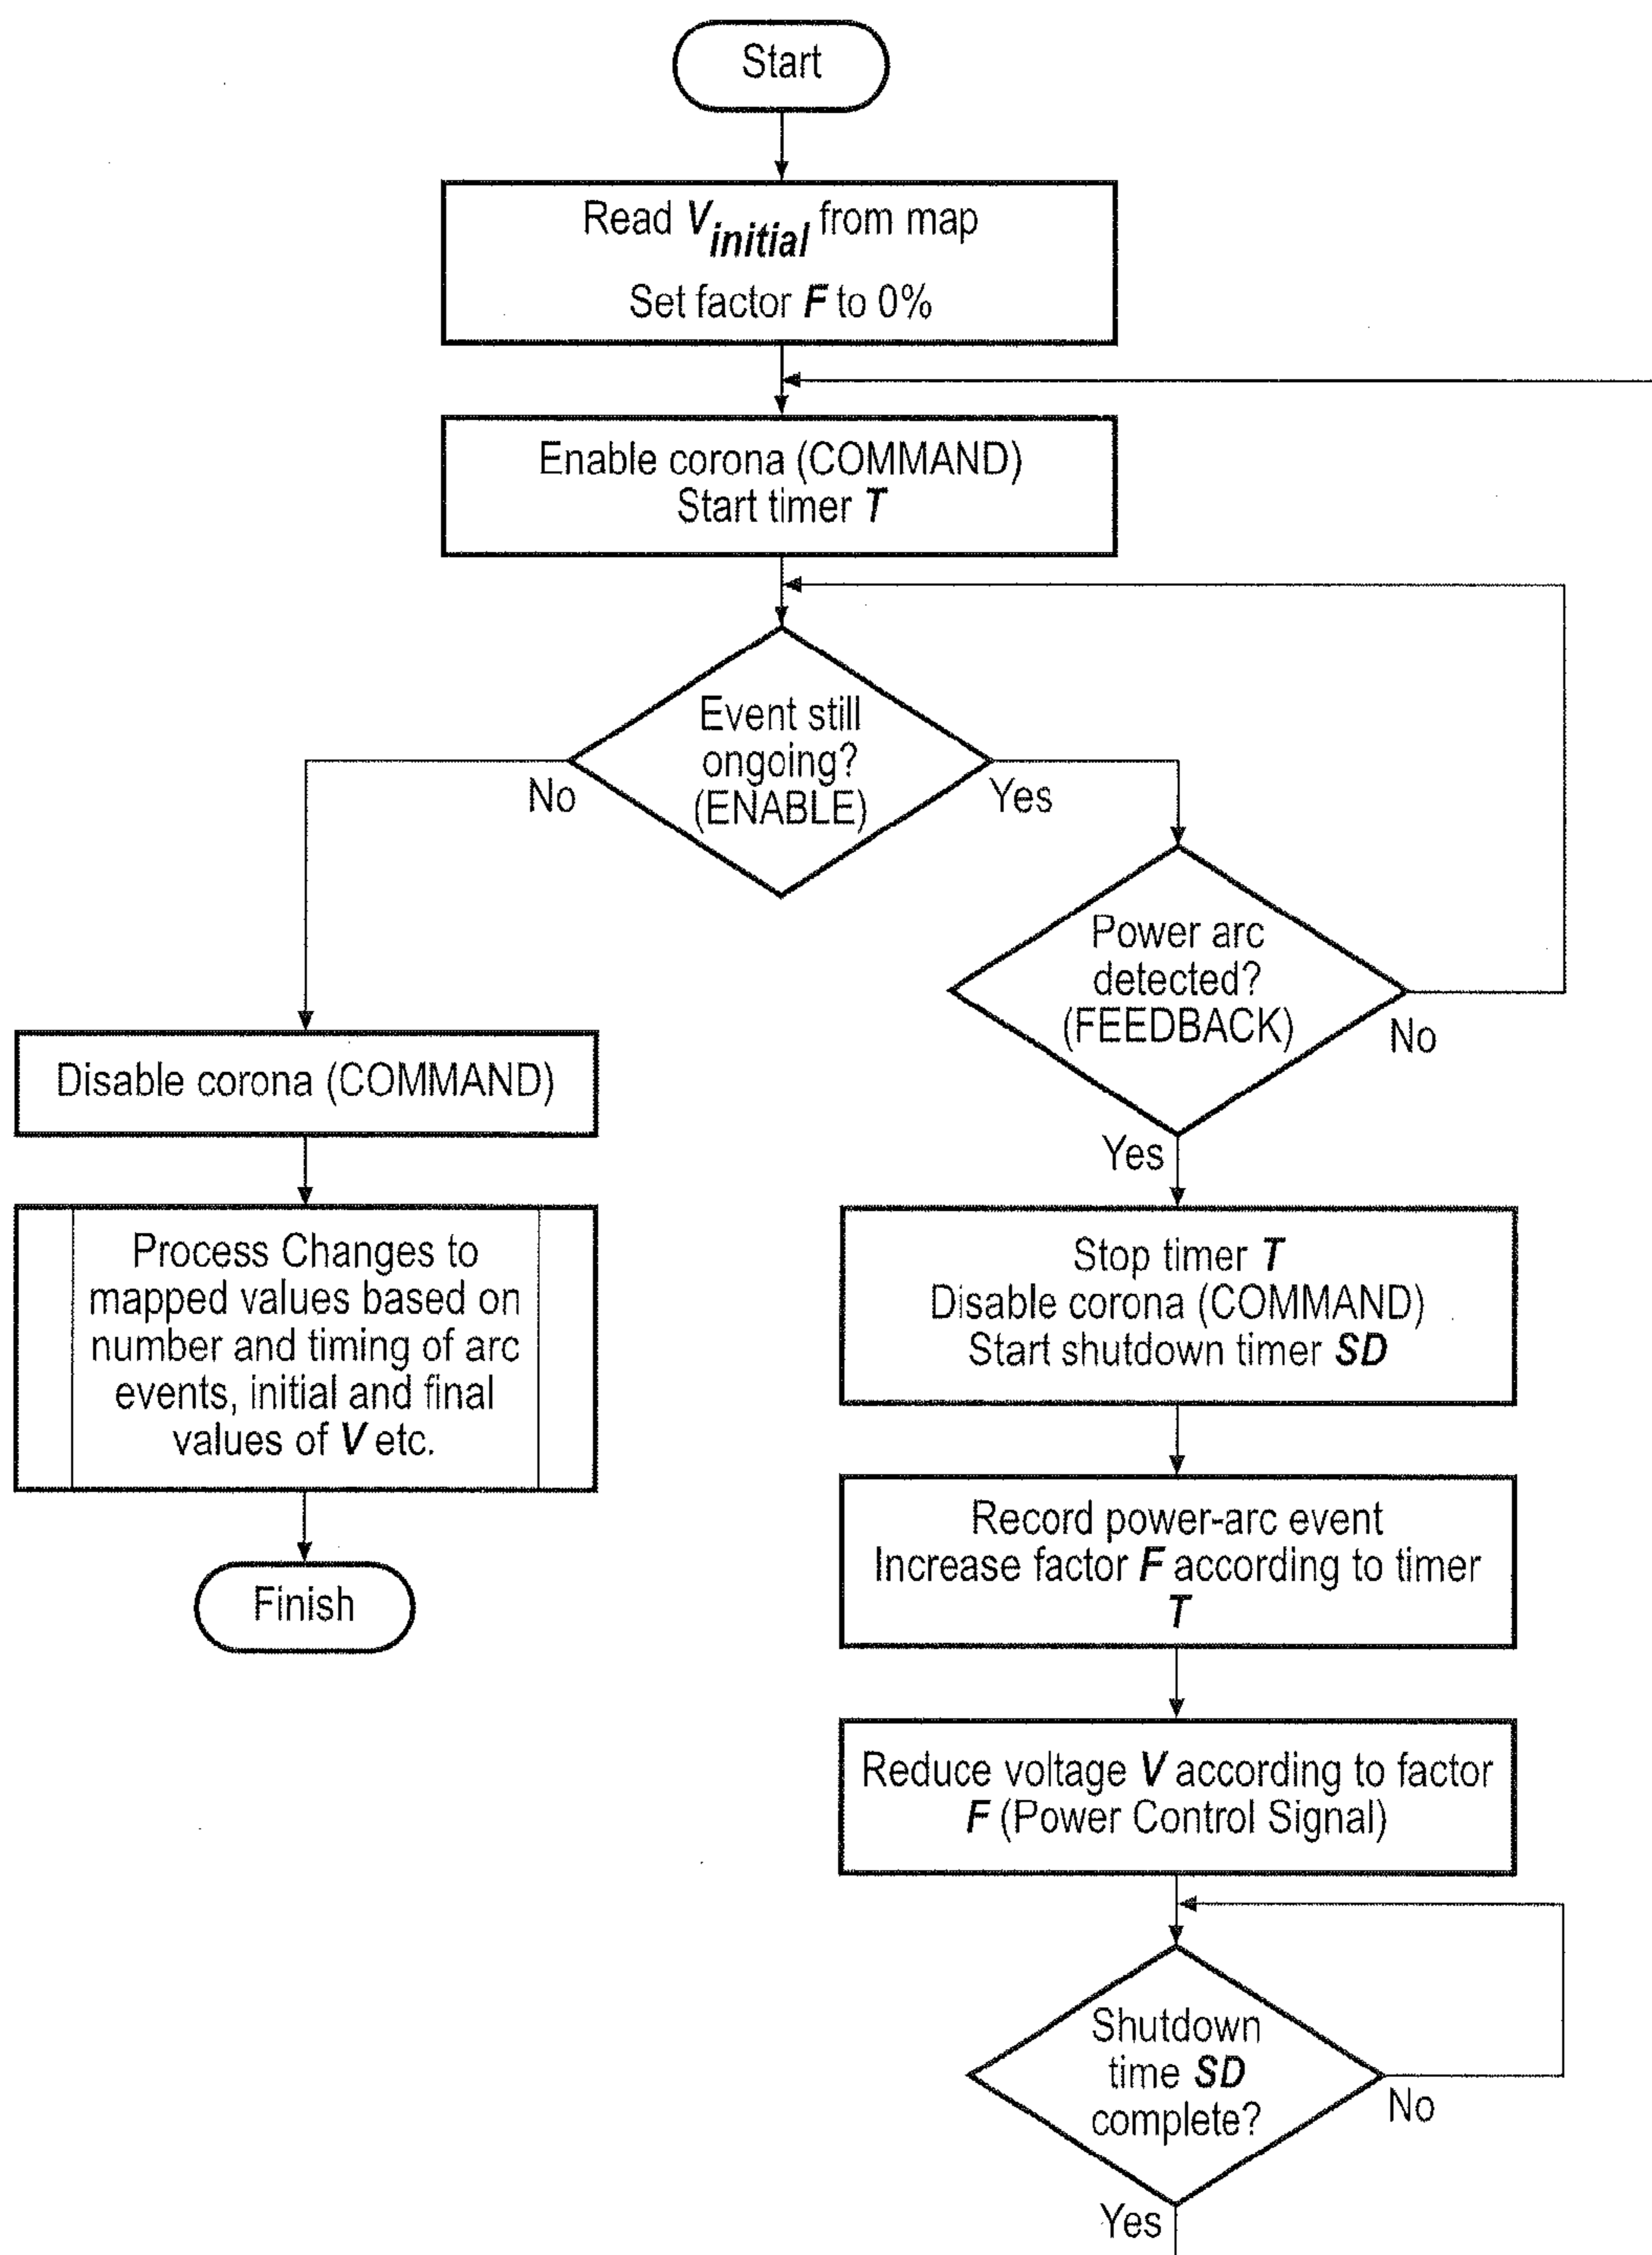 Start
Read Vinitial from map
Set factor F to 0%
Enable corona (COMMAND)
Start timer T
Event still
ongoing?
(ENABLE)
No
Yes
Power arc
detected?
(FEEDBACK)
No
Yes
Disable corona (COMMAND)
Process Changes to
mapped values based on
number and timing of arc
events, initial and final
values of V etc.
Finish
Stop timer T
Disable corona (COMMAND)
Start shutdown timer SD
Record power-arc event
Increase factor F according to timer
T
Reduce voltage V according to factor
F (Power Control Signal)
Shutdown
time SD
complete?
No
Yes